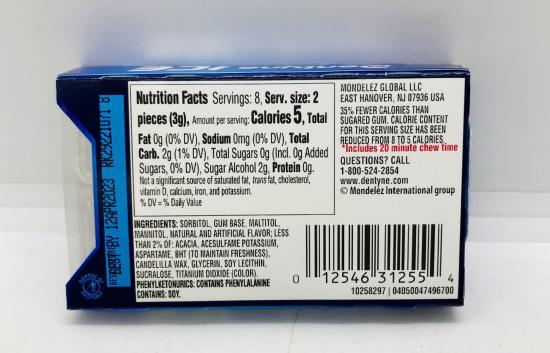 Dentyne ICE
Nutrition Facts Servings: 8, Serv. size: 2
pieces (3g), Amount per serving: Calories 5, Total
Fat 0g (0% DV), Sodium 0mg (0% DV), Total
Carb. 2g (1% DV), Total Sugars 0g (Incl. 0g Added
Sugars, 0% DV), Sugar Alcohol 2g, Protein 0g.
Not a significant source of saturated fat, trans fat, cholesterol,
vitamin D, calcium, iron, and potassium.
% DV = % Daily Value
INGREDIENTS: SORBITOL, GUM BASE, MALTITOL,
MANNITOL, NATURAL AND ARTIFICIAL FLAVOR; LESS
THAN 2% OF: ACACIA, ACESULFAME POTASSIUM,
ASPARTAME, BHT (TO MAINTAIN FRESHNESS),
CANDELILLA WAX, GLYCERIN, SOY LECITHIN,
SUCRALOSE, TITANIUM DIOXIDE (COLOR).
PHENYLKETONURICS: CONTAINS PHENYLALANINE
CONTAINS: SOY.
MONDELEZ GLOBAL LLC
EAST HANOVER, NJ 07936 USA
35% FEWER CALORIES THAN
SUGARED GUM. CALORIE CONTENT
FOR THIS SERVING SIZE HAS BEEN
REDUCED FROM 8 TO 5 CALORIES.
*Includes 20 minute chew time
QUESTIONS? CALL
1-800-524-2854
www.dentyne.com
© Mondelez International group
0 12546 31255 4
10258297 | 04050047496700
BEST BY 12APR2023